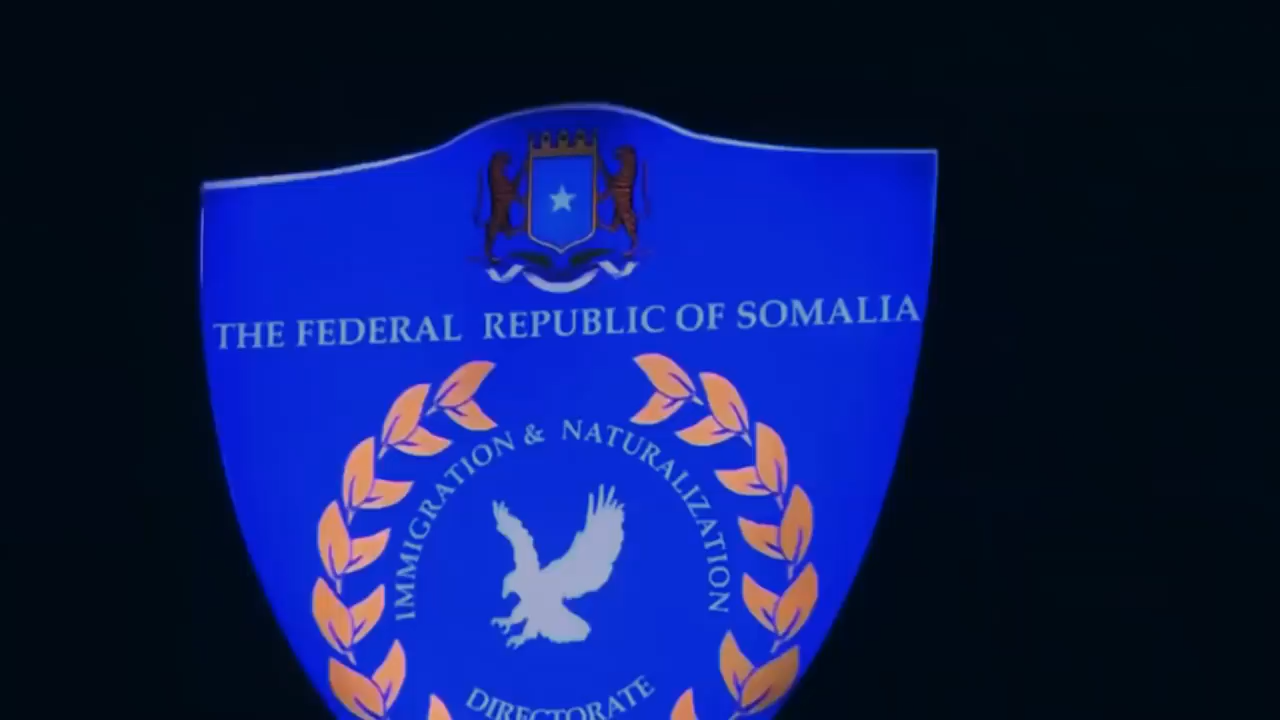 THE FEDERAL REPUBLIC OF SOMALIA
IMMIGRATION & NATURALIZATION
DIRECTORATE